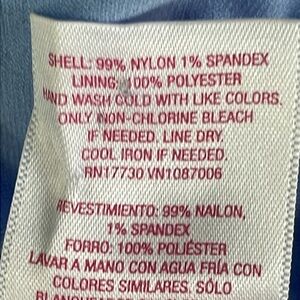 SHELL: 99% NYLON 1% SPANDEX
LINING: 100% POLYESTER
HAND WASH COLD WITH LIKE COLORS.
ONLY NON-CHLORINE BLEACH
IF NEEDED. LINE DRY.
COOL IRON IF NEEDED.
RN17730 VN1087006
REVESTIMIENTO: 99% NAILON,
1% SPANDEX
FORRO: 100% POLIÉSTER
LAVAR A MANO CON AGUA FRÍA CON
COLORES SIMILARES. SÓLO